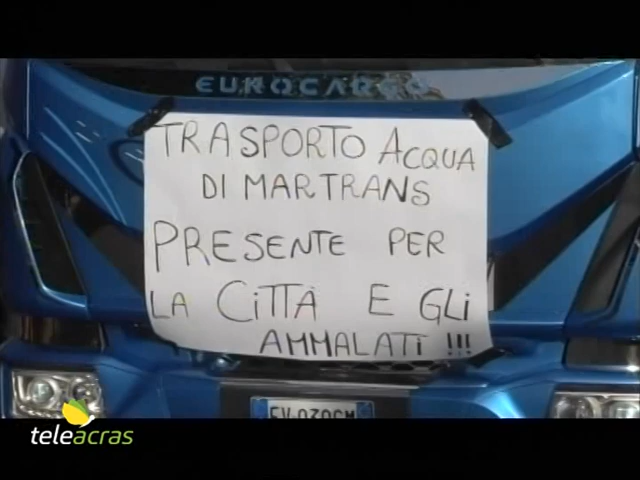 EUROCARGO
TRASPORTO ACQUA
DI MARTRANS
PRESENTE PER
LA CITTÀ E GLI
AMMALATI !!!
teleacras